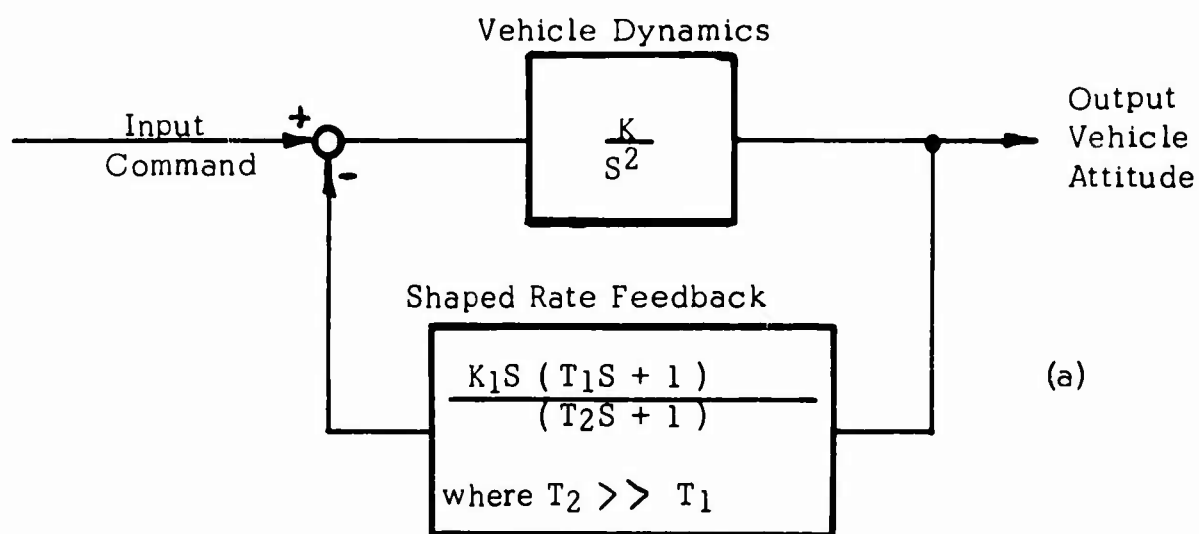 Vehicle Dynamics
Input
Command
+
-
K
S²
Output
Vehicle
Attitude
Shaped Rate Feedback
K₁S ( T₁S + 1 )
( T₂S + 1 )
where T₂ >> T₁
(a)